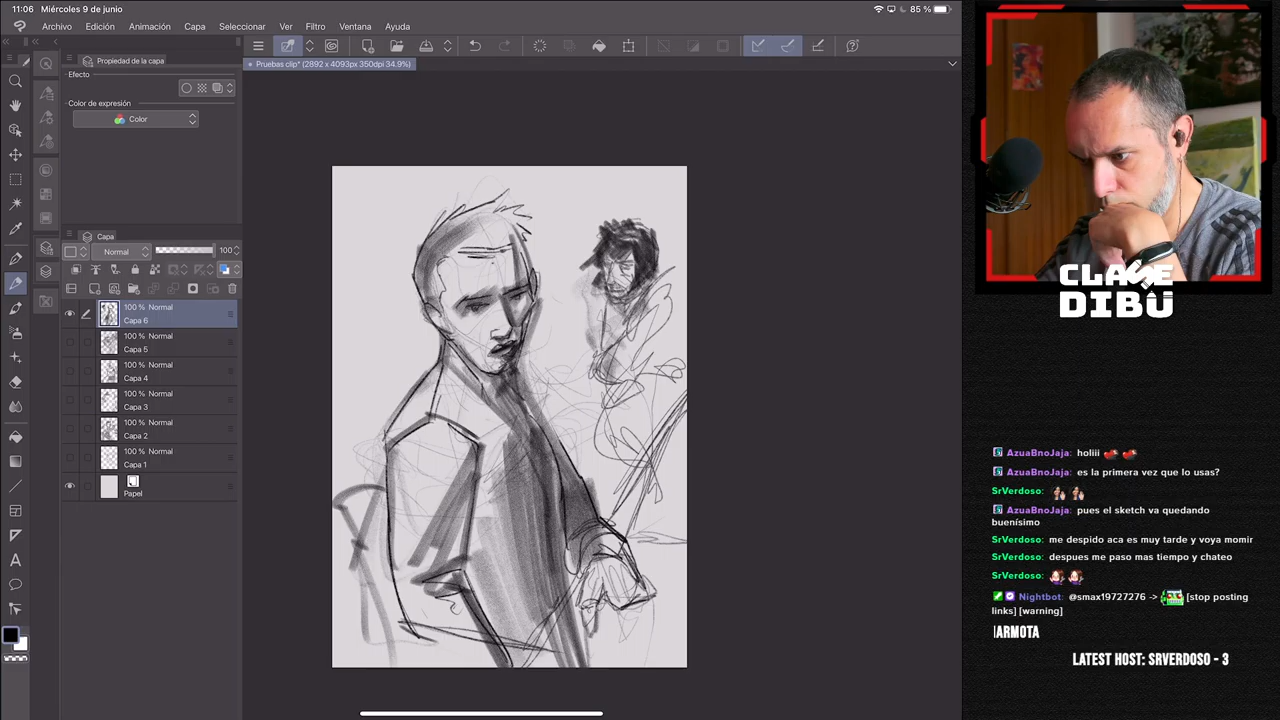 11:06 Miércoles 9 de junio
85 %
Archivo Edición Animación Capa Seleccionar Ver Filtro Ventana Ayuda
Propiedad de la capa
Pruebas clip* (2892 x 4093px 350dpi 34.9%)
Efecto
Color de expresión
Color
Capa
Normal 100
100 % Normal
Capa 6
100 % Normal
Capa 5
100 % Normal
Capa 4
100 % Normal
Capa 3
100 % Normal
Capa 2
100 % Normal
Capa 1
Papel
CLASE
DIBU
AzuaBnoJaja: holiii
AzuaBnoJaja: es la primera vez que lo usas?
SrVerdoso:
AzuaBnoJaja: pues el sketch va quedando
buenísimo
SrVerdoso: me despido aca es muy tarde y voya momir
SrVerdoso: despues me paso mas tiempo y chateo
SrVerdoso:
Nightbot: @smax19727276 -> [stop posting
links] [warning]
ARMOTA
LATEST HOST: SRVERDOSO - 3